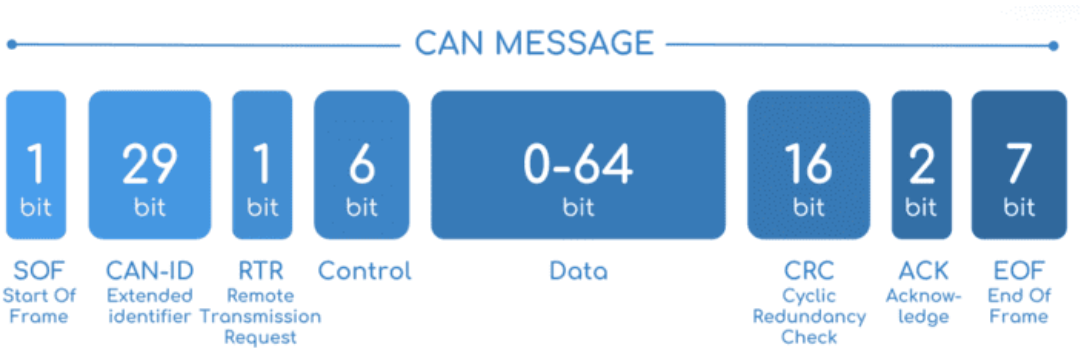 CAN MESSAGE
1 29 1 6 0-64 16 2 7
bit bit bit bit bit bit bit bit
SOF CAN-ID RTR Control Data CRC ACK EOF
Start Of Extended Remote Cyclic Acknow- End Of
Frame identifier Transmission Redundancy ledge Frame
Request Check